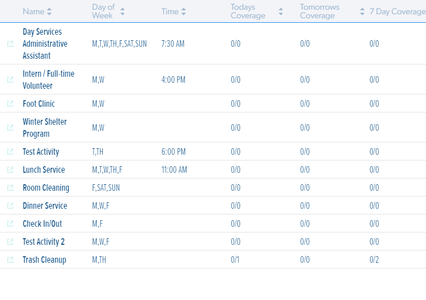 Name Day of Week Time Todays Coverage Tomorrows Coverage 7 Day Coverage
Day Services Administrative Assistant M,T,W,TH,F,SAT,SUN 7:30 AM 0/0 0/0 0/0
Intern / Full-time Volunteer M,W 4:00 PM 0/0 0/0 0/0
Foot Clinic M,W 0/0 0/0 0/0
Winter Shelter Program M,W 0/0 0/0 0/0
Test Activity T,TH 6:00 PM 0/0 0/0 0/0
Lunch Service M,T,W,TH,F 11:00 AM 0/0 0/0 0/0
Room Cleaning F,SAT,SUN 0/0 0/0 0/0
Dinner Service M,W,F 0/0 0/0 0/0
Check In/Out M,F 0/0 0/0 0/0
Test Activity 2 M,W,F 0/0 0/0 0/0
Trash Cleanup M,TH 0/1 0/0 0/2